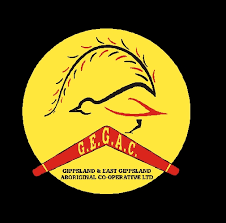 G.E.G.A.C.
GIPPSLAND & EAST GIPPSLAND
ABORIGINAL CO-OPERATIVE LTD